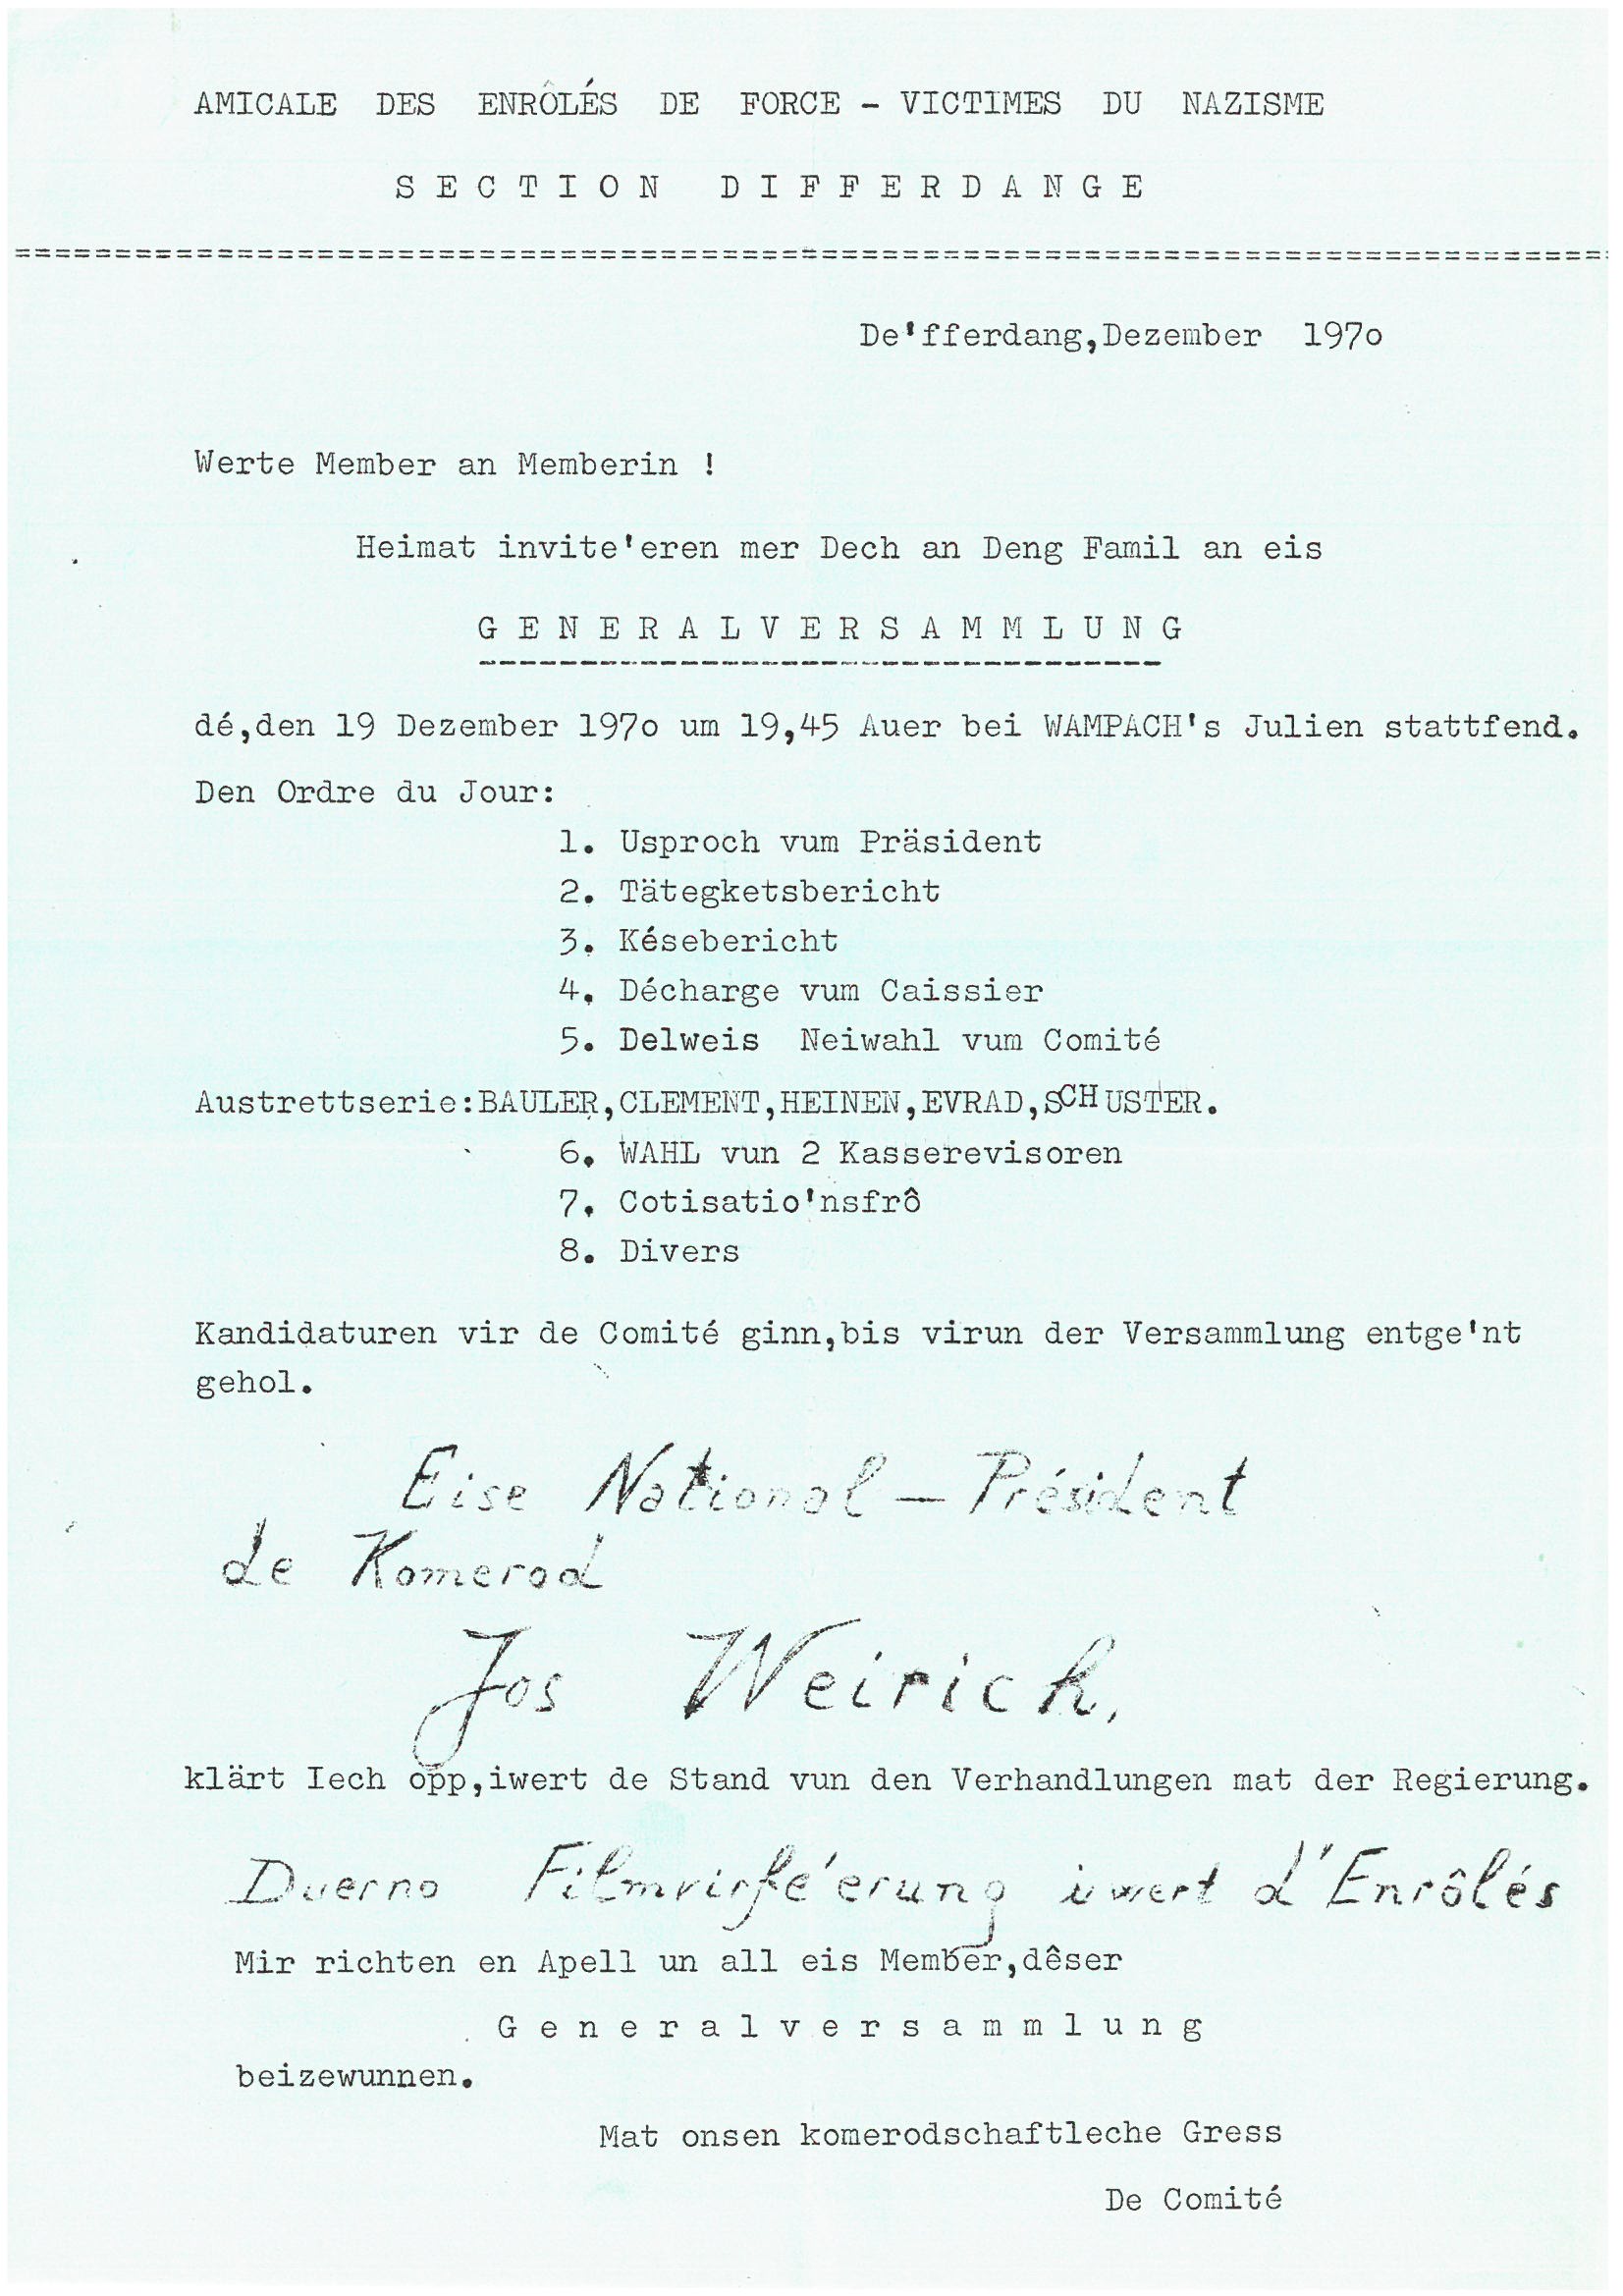 AMICALE DES ENRÔLÉS DE FORCE - VICTIMES DU NAZISME
SECTION DIFFERDANGE
================================================================================
De'fferdang,Dezember 197o
Werte Member an Memberin !
Heimat invite'eren mer Dech an Deng Famil an eis
GENERALVERSAMMLUNG
----------------------------------
dé,den 19 Dezember 197o um 19,45 Auer bei WAMPACH's Julien stattfend.
Den Ordre du Jour:
1. Usproch vum Präsident
2. Tätegketsbericht
3. Késebericht
4. Décharge vum Caissier
5. Delweis Neiwahl vum Comité
Austrettserie:BAULER,CLEMENT,HEINEN,EVRAD,SCHUSTER.
6. WAHL vun 2 Kasserevisoren
7. Cotisatio'nsfrô
8. Divers
Kandidaturen vir de Comité ginn,bis virun der Versammlung entge'nt
gehol.
Eise National-Président
de Komerod
Jos Weirich,
klärt Iech opp,iwert de Stand vun den Verhandlungen mat der Regierung.
Duerno Filmvirfé'erung iwert d'Enrôlés
Mir richten en Apell un all eis Member,dêser
Generalversammlung
beizewunnen.
Mat onsen komerodschaftleche Gress
De Comité